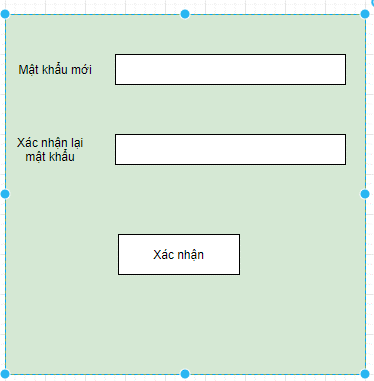 Mật khẩu mới
Xác nhận lại
mật khẩu
Xác nhận